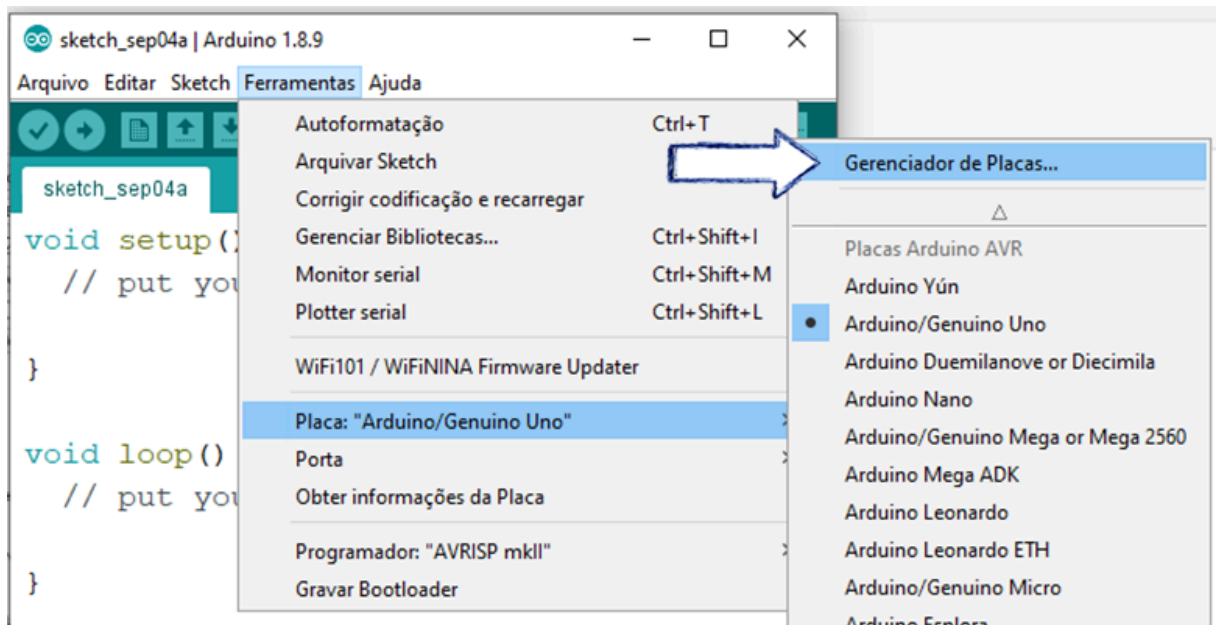 sketch_sep04a | Arduino 1.8.9
Arquivo Editar Sketch Ferramentas Ajuda
sketch_sep04a
void setup()
// put you
}
void loop()
// put you
}
Autoformatação Ctrl+T
Arquivar Sketch
Corrigir codificação e recarregar
Gerenciar Bibliotecas... Ctrl+Shift+I
Monitor serial Ctrl+Shift+M
Plotter serial Ctrl+Shift+L
WiFi101 / WiFiNINA Firmware Updater
Placa: "Arduino/Genuino Uno"
Porta
Obter informações da Placa
Programador: "AVRISP mkII"
Gravar Bootloader
Gerenciador de Placas...
Placas Arduino AVR
Arduino Yún
Arduino/Genuino Uno
Arduino Duemilanove or Diecimila
Arduino Nano
Arduino/Genuino Mega or Mega 2560
Arduino Mega ADK
Arduino Leonardo
Arduino Leonardo ETH
Arduino/Genuino Micro
Arduino Esplora